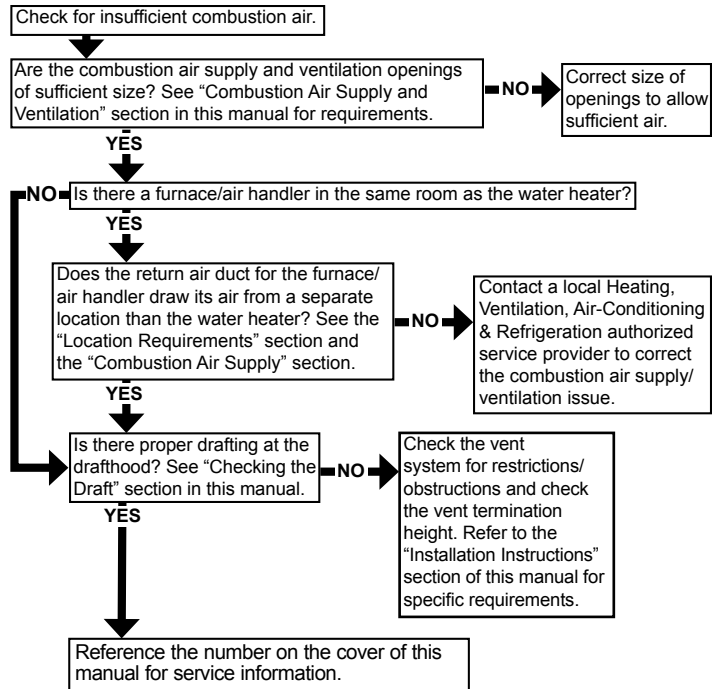 Check for insufficient combustion air.
Are the combustion air supply and ventilation openings
of sufficient size? See “Combustion Air Supply and
Ventilation” section in this manual for requirements.
NO
Correct size of
openings to allow
sufficient air.
YES
NO
Is there a furnace/air handler in the same room as the water heater?
YES
Does the return air duct for the furnace/
air handler draw its air from a separate
location than the water heater? See the
“Location Requirements” section and
the “Combustion Air Supply” section.
NO
Contact a local Heating,
Ventilation, Air-Conditioning
& Refrigeration authorized
service provider to correct
the combustion air supply/
ventilation issue.
YES
Is there proper drafting at the
drafthood? See “Checking the
Draft” section in this manual.
NO
Check the vent
system for restrictions/
obstructions and check
the vent termination
height. Refer to the
“Installation Instructions”
section of this manual for
specific requirements.
YES
Reference the number on the cover of this
manual for service information.